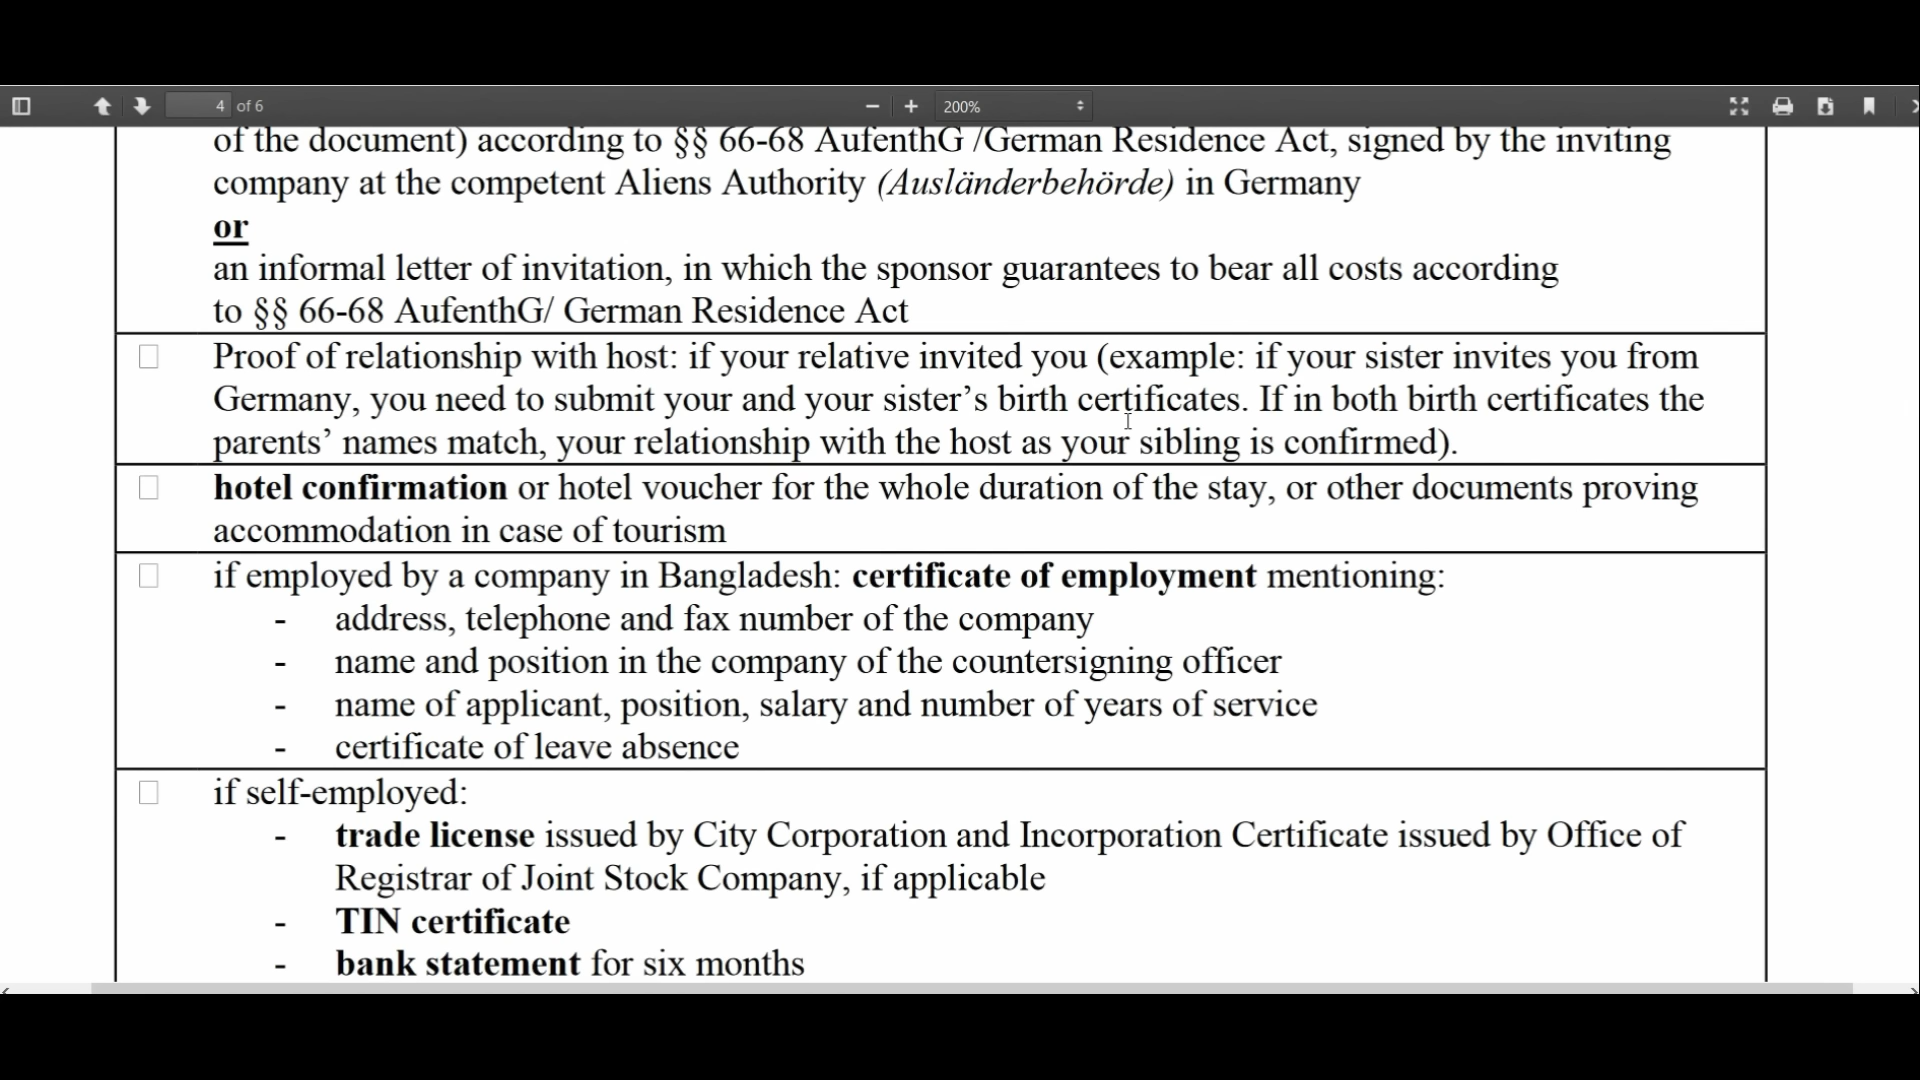 4 of 6
200%
of the document) according to §§ 66-68 AufenthG /German Residence Act, signed by the inviting
company at the competent Aliens Authority (Ausländerbehörde) in Germany
or
an informal letter of invitation, in which the sponsor guarantees to bear all costs according
to §§ 66-68 AufenthG/ German Residence Act
Proof of relationship with host: if your relative invited you (example: if your sister invites you from
Germany, you need to submit your and your sister’s birth certificates. If in both birth certificates the
parents’ names match, your relationship with the host as your sibling is confirmed).
hotel confirmation or hotel voucher for the whole duration of the stay, or other documents proving
accommodation in case of tourism
if employed by a company in Bangladesh: certificate of employment mentioning:
- address, telephone and fax number of the company
- name and position in the company of the countersigning officer
- name of applicant, position, salary and number of years of service
- certificate of leave absence
if self-employed:
- trade license issued by City Corporation and Incorporation Certificate issued by Office of
Registrar of Joint Stock Company, if applicable
- TIN certificate
- bank statement for six months